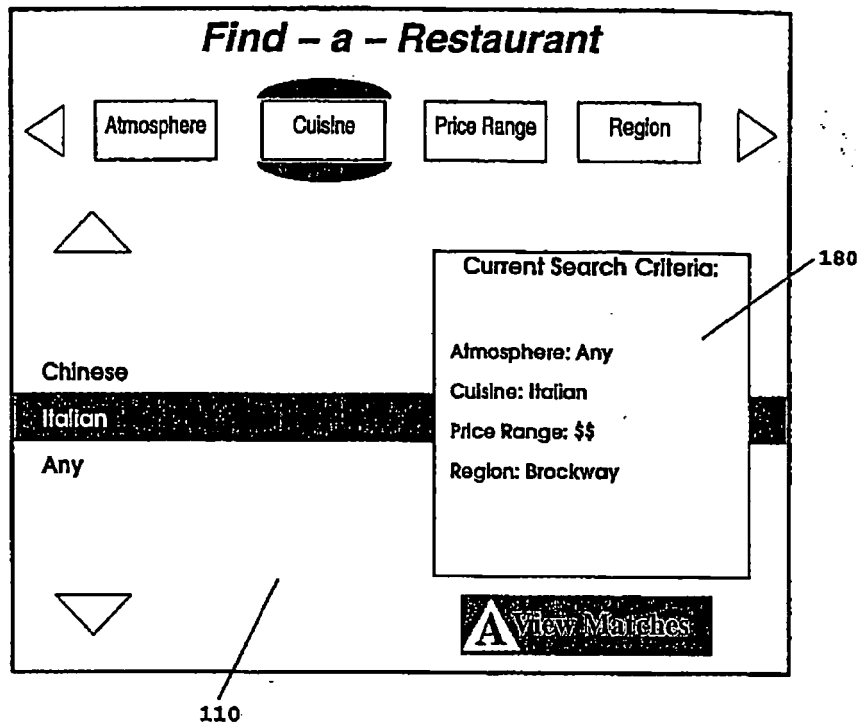 Find – a – Restaurant
Atmosphere
Cuisine
Price Range
Region
Current Search Criteria:
180
Atmosphere: Any
Chinese
Cuisine: Italian
Italian
Price Range: $$
Any
Region: Brockway
A View Matches
110